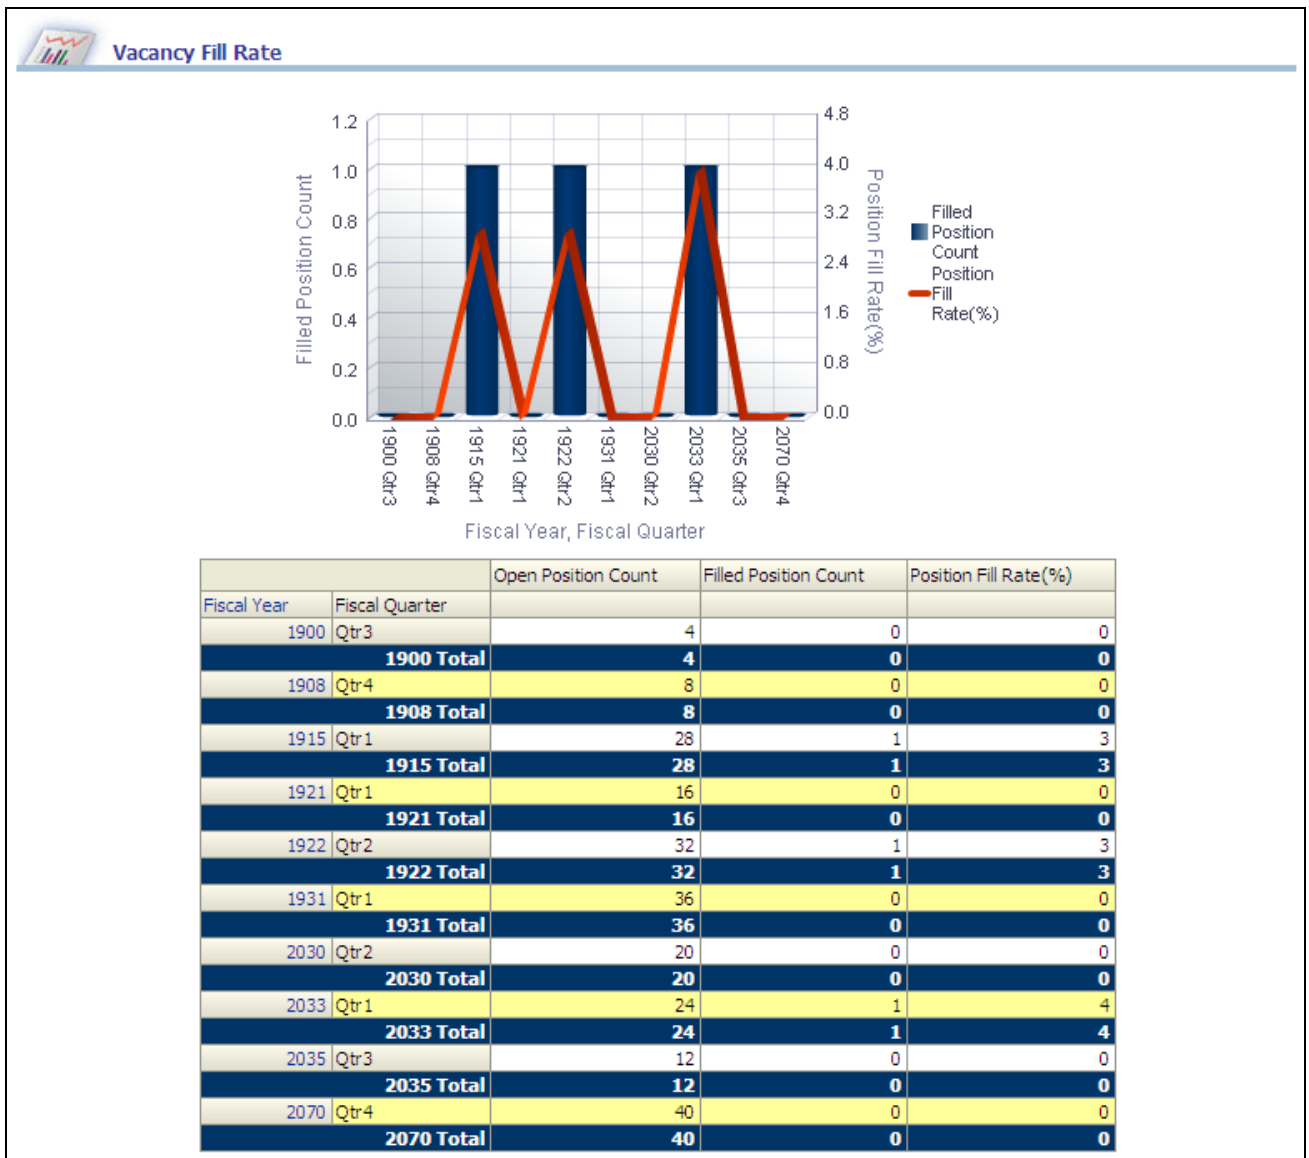 Vacancy Fill Rate
1.2
1.0
0.8
0.6
0.4
0.2
0.0
Filled Position Count
4.8
4.0
3.2
2.4
1.6
0.8
0.0
Position Fill Rate(%)
Filled
Position
Count
Position
Fill
Rate(%)
1900 Qtr3
1908 Qtr4
1915 Qtr1
1921 Qtr1
1922 Qtr2
1931 Qtr1
2030 Qtr2
2033 Qtr1
2035 Qtr3
2070 Qtr4
Fiscal Year, Fiscal Quarter
Open Position Count Filled Position Count Position Fill Rate(%)
Fiscal Year Fiscal Quarter
1900 Qtr3 4 0 0
1900 Total 4 0 0
1908 Qtr4 8 0 0
1908 Total 8 0 0
1915 Qtr1 28 1 3
1915 Total 28 1 3
1921 Qtr1 16 0 0
1921 Total 16 0 0
1922 Qtr2 32 1 3
1922 Total 32 1 3
1931 Qtr1 36 0 0
1931 Total 36 0 0
2030 Qtr2 20 0 0
2030 Total 20 0 0
2033 Qtr1 24 1 4
2033 Total 24 1 4
2035 Qtr3 12 0 0
2035 Total 12 0 0
2070 Qtr4 40 0 0
2070 Total 40 0 0